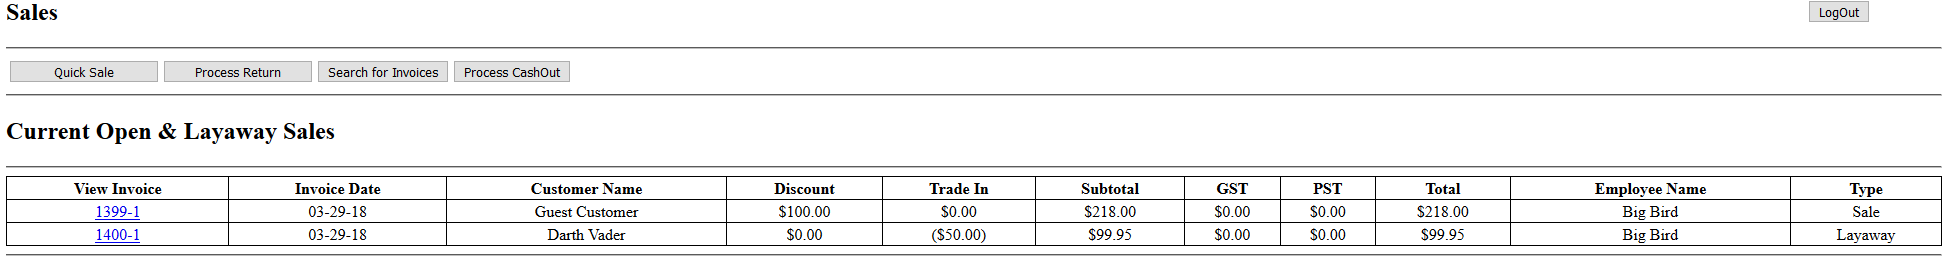 Sales LogOut
Quick Sale Process Return Search for Invoices Process CashOut
Current Open & Layaway Sales
View Invoice Invoice Date Customer Name Discount Trade In Subtotal GST PST Total Employee Name Type
1399-1 03-29-18 Guest Customer $100.00 $0.00 $218.00 $0.00 $0.00 $218.00 Big Bird Sale
1400-1 03-29-18 Darth Vader $0.00 ($50.00) $99.95 $0.00 $0.00 $99.95 Big Bird Layaway